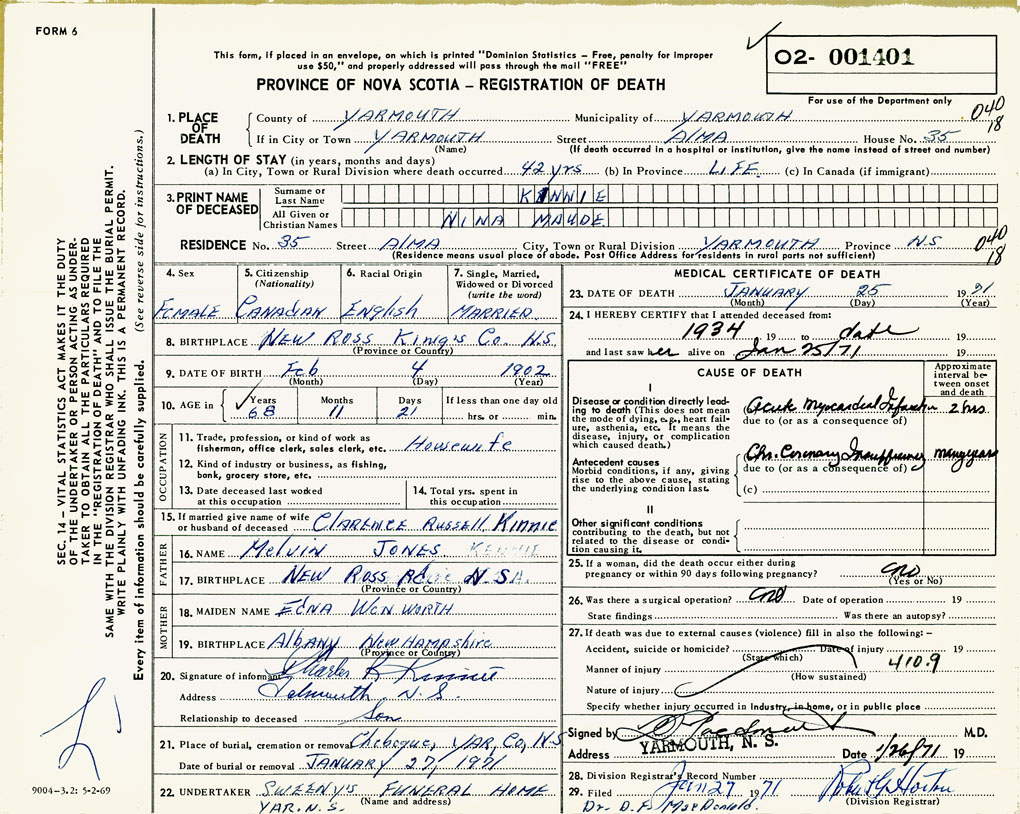 FORM 6
This form, if placed in an envelope, on which is printed "Dominion Statistics – Free, penalty for improper
use $50," and properly addressed will pass through the mail "FREE"
PROVINCE OF NOVA SCOTIA – REGISTRATION OF DEATH
02- 001401
For use of the Department only
040
18
1. PLACE OF DEATH
County of YARMOUTH Municipality of YARMOUTH
If in City or Town YARMOUTH Street ALMA House No. 35
(Name) (If death occurred in a hospital or institution, give the name instead of street and number)
2. LENGTH OF STAY (in years, months and days)
(a) In City, Town or Rural Division where death occurred 42 yrs (b) In Province LIFE (c) In Canada (if immigrant)
3. PRINT NAME OF DECEASED
Surname or Last Name KINNIE
All Given or Christian Names NINA MAUDE
RESIDENCE No. 35 Street ALMA City, Town or Rural Division YARMOUTH Province N.S
040
18
(Residence means usual place of abode. Post Office Address for residents in rural parts not sufficient)
4. Sex
FEMALE
5. Citizenship
(Nationality)
CANADIAN
6. Racial Origin
ENGLISH
7. Single, Married,
Widowed or Divorced
(write the word)
MARRIED
8. BIRTHPLACE NEW ROSS King's Co. N.S.
(Province or Country)
9. DATE OF BIRTH Feb 4 1902
(Month) (Day) (Year)
10. AGE in
Years Months Days If less than one day old
68 11 21 hrs. or min.
OCCUPATION
11. Trade, profession, or kind of work as
fisherman, office clerk, sales clerk, etc. Housewife
12. Kind of industry or business, as fishing,
bank, grocery store, etc.
13. Date deceased last worked
at this occupation
14. Total yrs. spent in
this occupation
15. If married give name of wife
or husband of deceased CLARENCE RUSSELL KINNIE
FATHER
16. NAME Melvin JONES
17. BIRTHPLACE NEW ROSS
(Province or Country)
MOTHER
18. MAIDEN NAME EDNA
19. BIRTHPLACE Albany New Hampshire
(Province or Country)
20. Signature of informant Charles R Kinnie
Address Falmouth, N.S.
Relationship to deceased Son
21. Place of burial, cremation or removal Chebogue, YAR, Co, NS
Date of burial or removal JANUARY 27, 1971
22. UNDERTAKER SWEENY'S FUNERAL HOME
(Name and address)
YAR. N.S.
MEDICAL CERTIFICATE OF DEATH
23. DATE OF DEATH JANUARY 25 1971
(Month) (Day) (Year)
24. I HEREBY CERTIFY that I attended deceased from:
1934 19 to date 19
and last saw her alive on Jan 25/71 19
CAUSE OF DEATH
Approximate interval between onset and death
I
Disease or condition directly leading to death (This does not mean the mode of dying, e.g., heart failure, asthenia, etc. It means the disease, injury, or complication which caused death.)
Acute Myocardial Infarction 2 hrs.
due to (or as a consequence of)
Antecedent causes
Morbid conditions, if any, giving rise to the above cause, stating the underlying condition last.
Chr. Coronary Insufficiency many years
due to (or as a consequence of)
(c)
II
Other significant conditions
contributing to the death, but not related to the disease or condition causing it.
25. If a woman, did the death occur either during
pregnancy or within 90 days following pregnancy? no
(Yes or No)
26. Was there a surgical operation? no Date of operation 19
State findings Was there an autopsy?
27. If death was due to external causes (violence) fill in also the following: –
Accident, suicide or homicide? Date of injury 19
(State which)
Manner of injury 410.9
(How sustained)
Nature of injury
Specify whether injury occurred in Industry, in home, or in public place
Signed by M.D.
Address YARMOUTH, N. S. Date 1/26/71 19
28. Division Registrar's Record Number
29. Filed Jan 27 1971 Robt G Horton
(Division Registrar)
Dr. D. F. MacDonald.
SEC. 14 – VITAL STATISTICS ACT MAKES IT THE DUTY
OF THE UNDERTAKER OR PERSON ACTING AS UNDERTAKER TO OBTAIN ALL THE PARTICULARS REQUIRED
IN THE "REGISTRATION OF DEATH" AND TO FILE THE
SAME WITH THE DIVISION REGISTRAR WHO SHALL ISSUE THE BURIAL PERMIT.
WRITE PLAINLY WITH UNFADING INK. THIS IS A PERMANENT RECORD.
Every item of information should be carefully supplied. (See reverse side for instructions.)
9004–3.2: 5-2-69